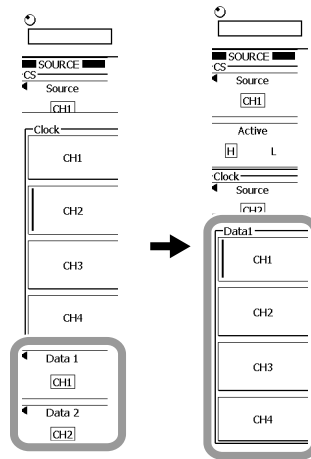 SOURCE
CS
Source
CH1
Clock
CH1
CH2
CH3
CH4
Data 1
CH1
Data 2
CH2
SOURCE
CS
Source
CH1
Active
H L
Clock
Source
CH2
Data1
CH1
CH2
CH3
CH4